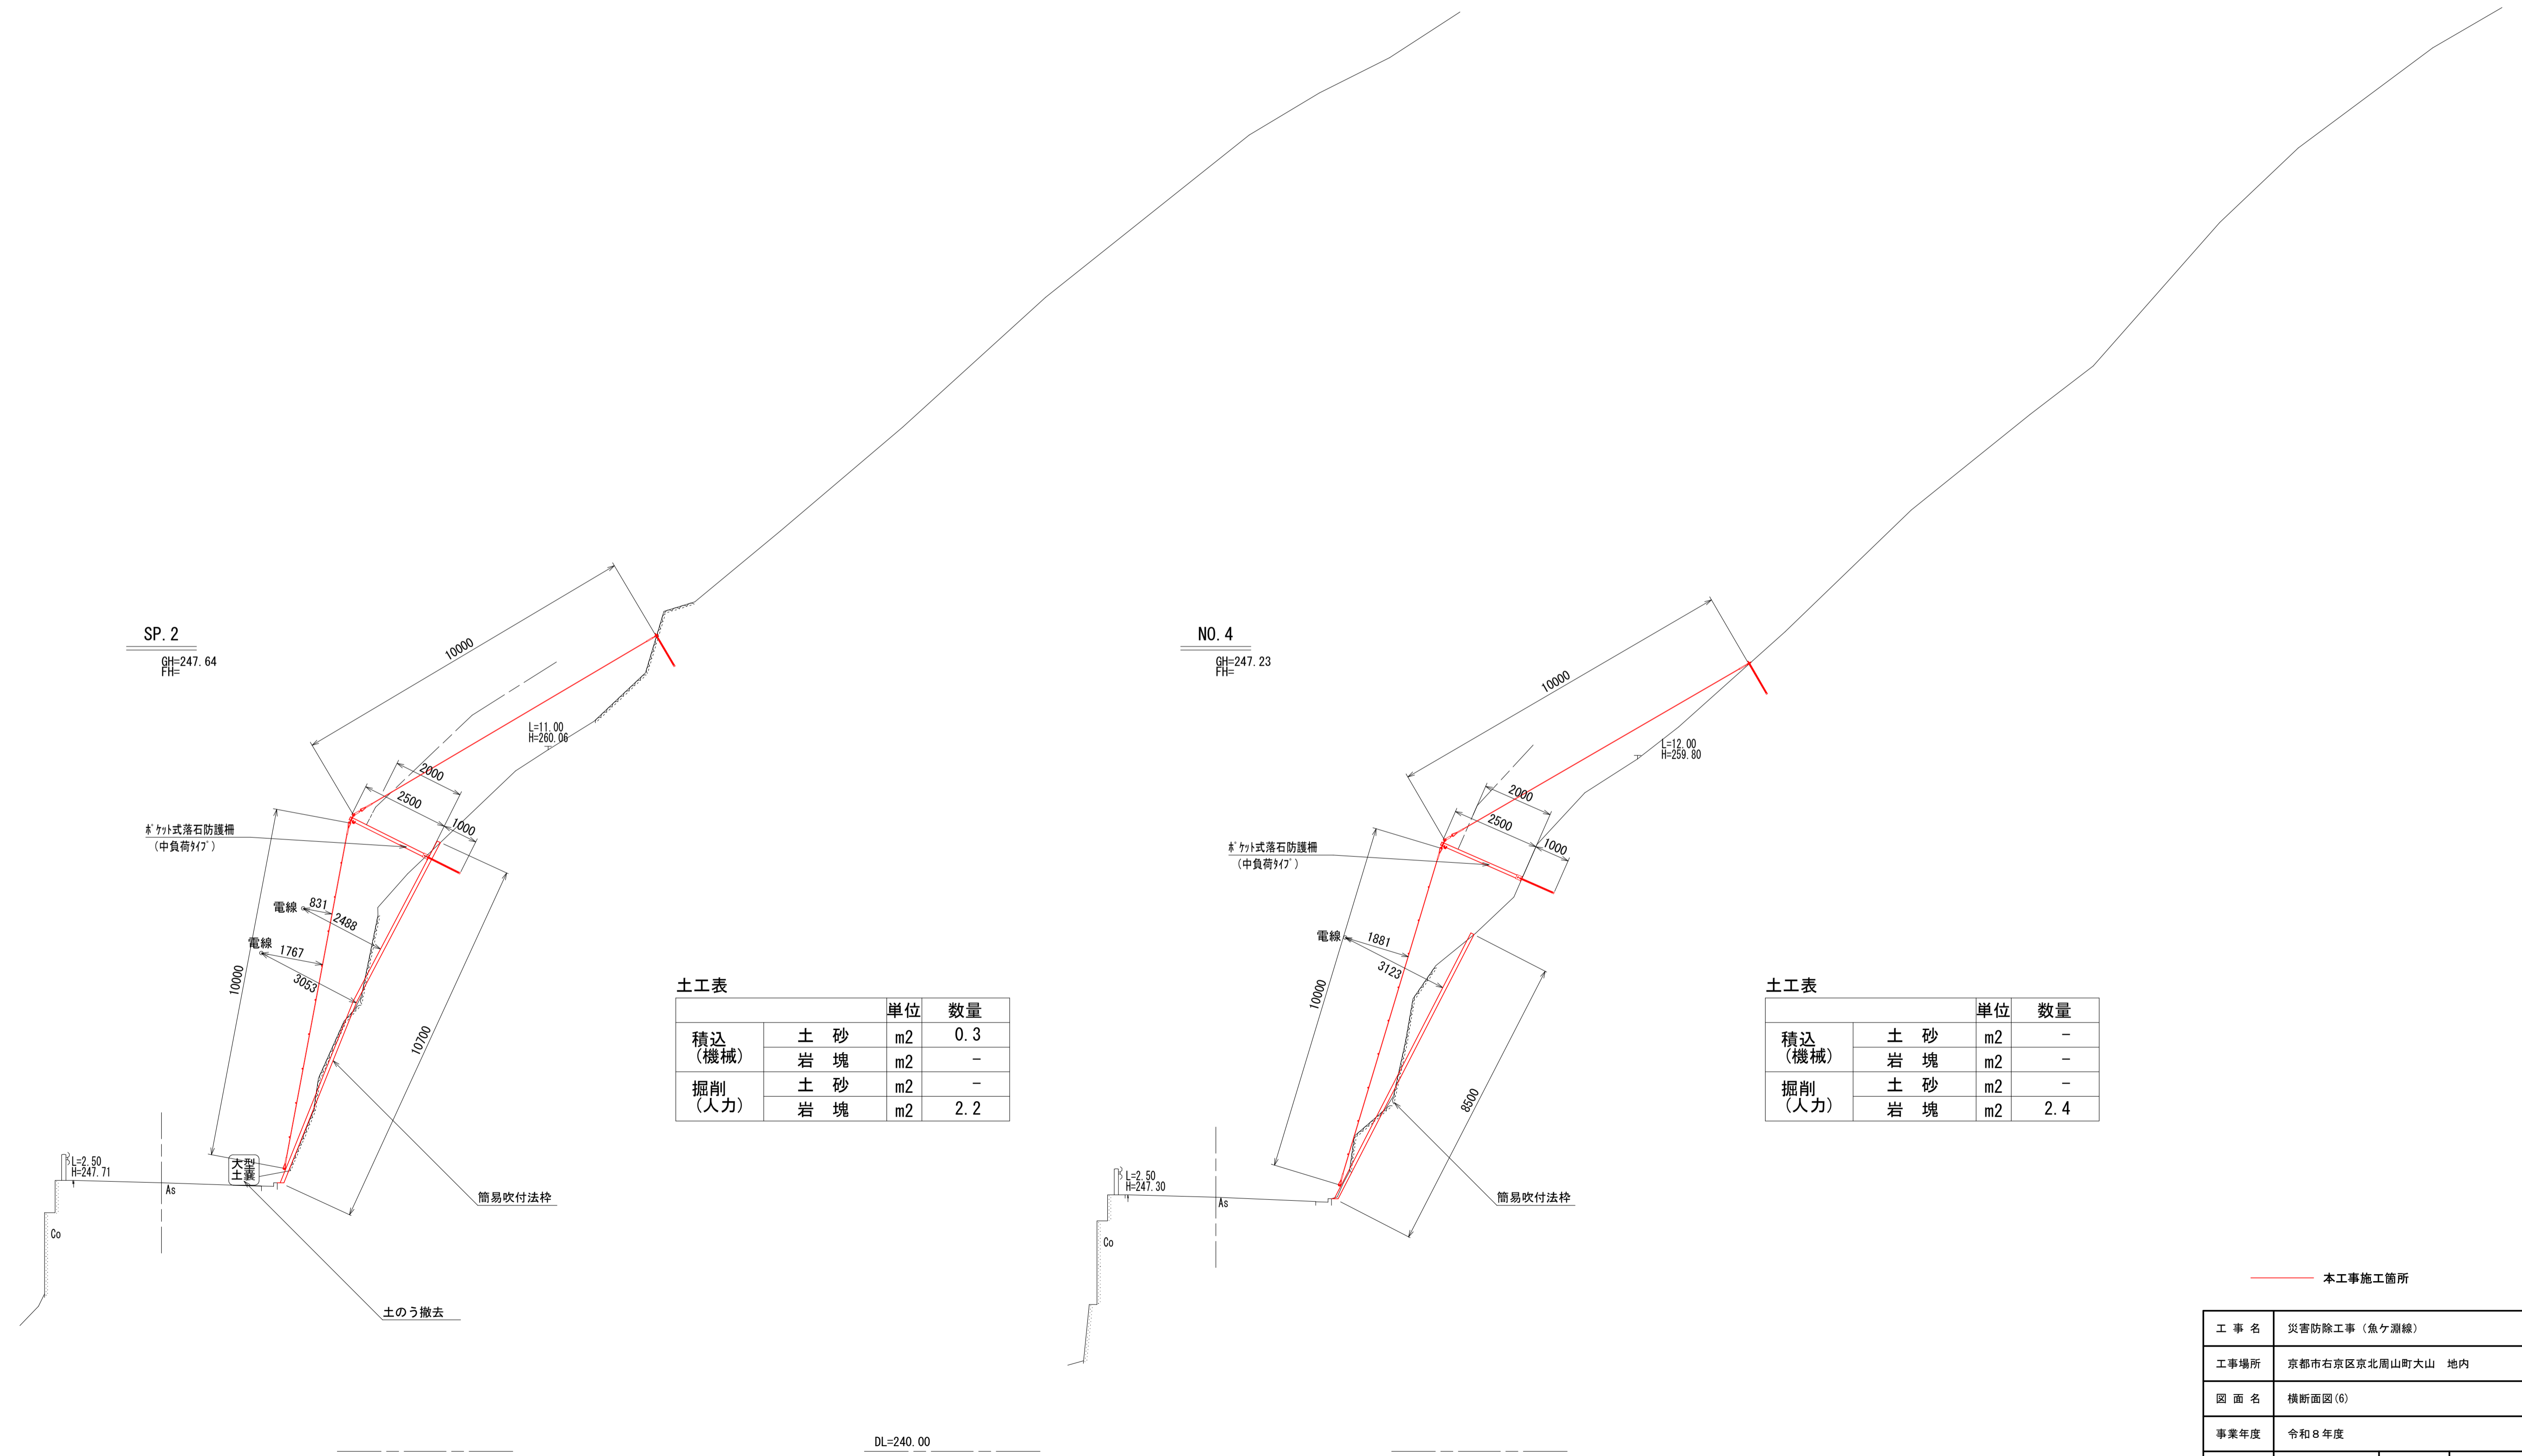 SP.2
GH=247.64
FH=
10000
L=11.00
H=260.06
2000
2500
1000
ﾎﾟｹｯﾄ式落石防護柵
(中負荷ﾀｲﾌﾟ)
電線
831
2488
電線
1767
3053
10000
10700
L=2.50
H=247.71
As
大型
土嚢
Co
簡易吹付法枠
土のう撤去
土工表
単位 数量
積込
(機械)
土 砂 m2 0.3
岩 塊 m2 -
掘削
(人力)
土 砂 m2 -
岩 塊 m2 2.2
NO.4
GH=247.23
FH=
10000
L=12.00
H=259.80
2000
2500
1000
ﾎﾟｹｯﾄ式落石防護柵
(中負荷ﾀｲﾌﾟ)
電線
1881
3123
10000
8500
L=2.50
H=247.30
As
Co
簡易吹付法枠
土工表
単位 数量
積込
(機械)
土 砂 m2 -
岩 塊 m2 -
掘削
(人力)
土 砂 m2 -
岩 塊 m2 2.4
本工事施工箇所
工事名 災害防除工事（魚ケ淵線）
工事場所 京都市右京区京北周山町大山 地内
図面名 横断面図(6)
事業年度 令和８年度
DL=240.00